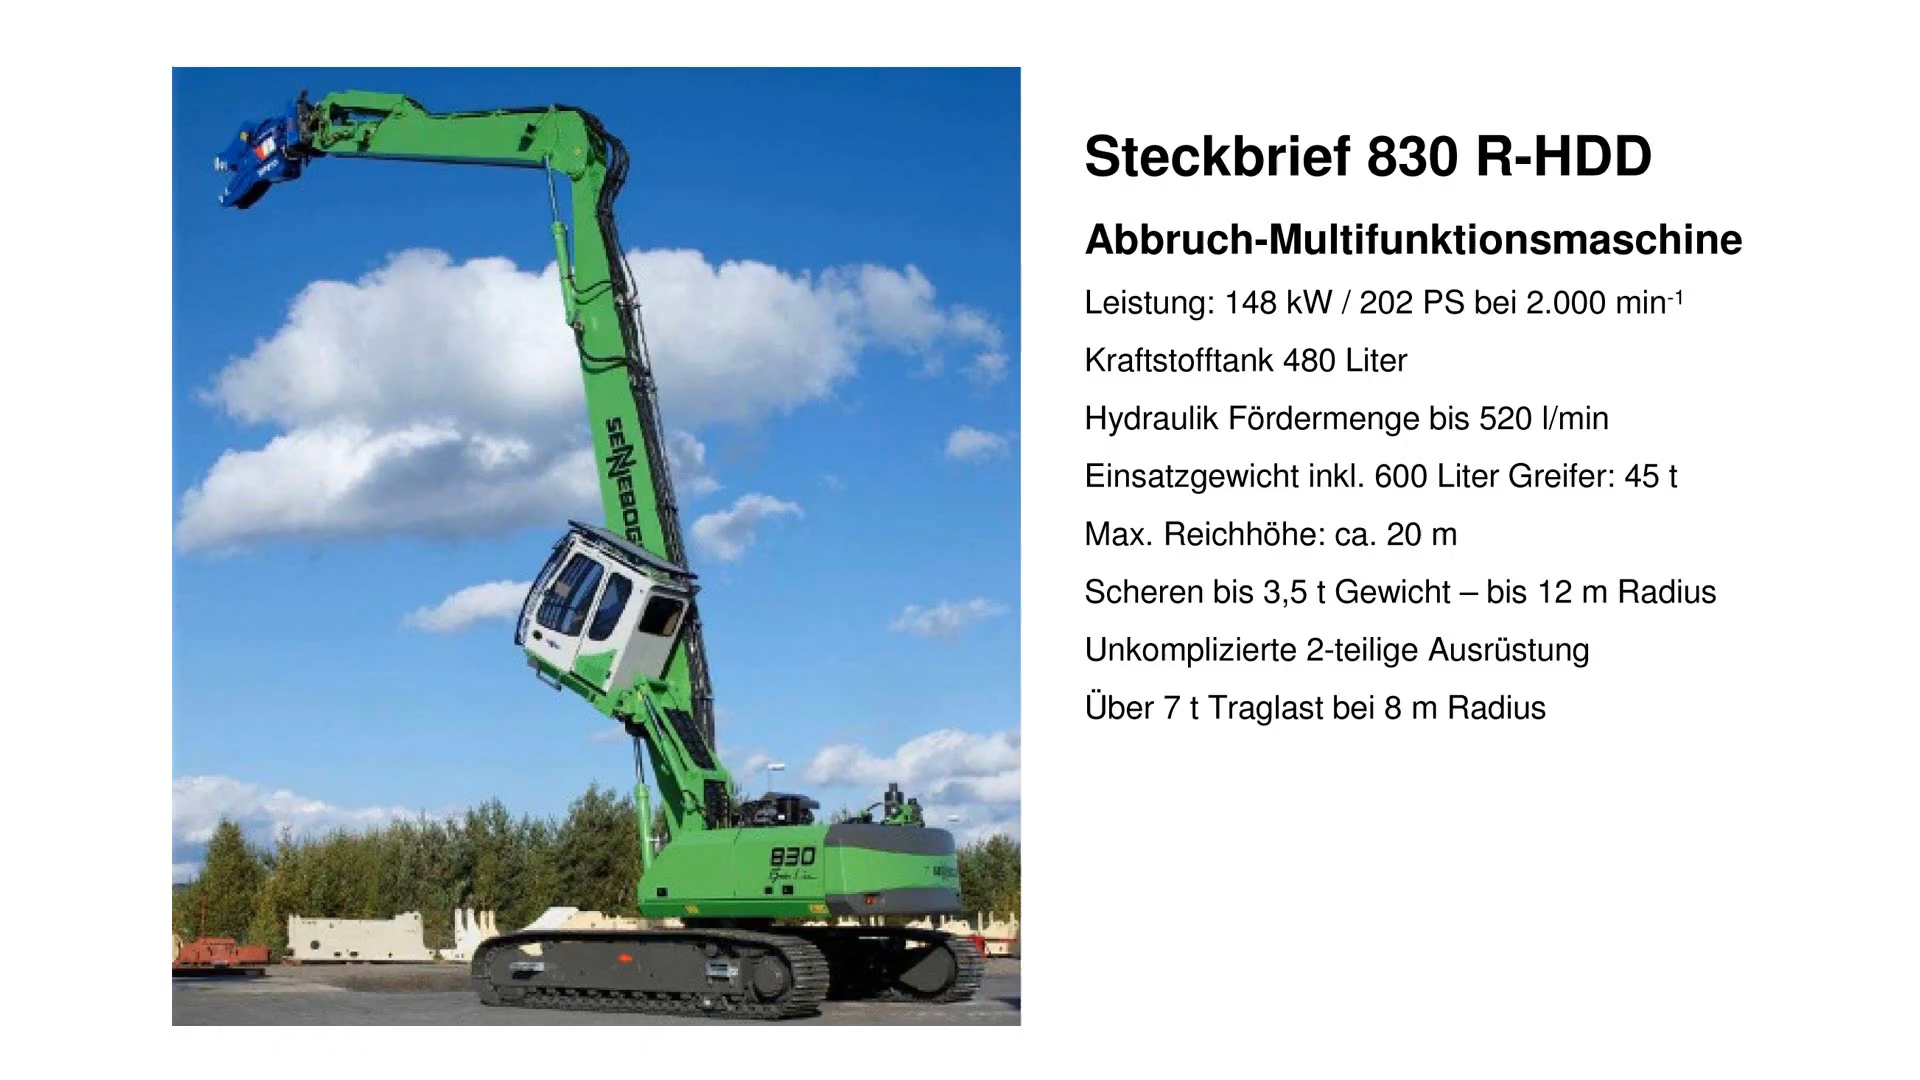 Steckbrief 830 R-HDD
Abbruch-Multifunktionsmaschine
Leistung: 148 kW / 202 PS bei 2.000 min⁻¹
Kraftstofftank 480 Liter
Hydraulik Fördermenge bis 520 l/min
Einsatzgewicht inkl. 600 Liter Greifer: 45 t
Max. Reichhöhe: ca. 20 m
Scheren bis 3,5 t Gewicht – bis 12 m Radius
Unkomplizierte 2-teilige Ausrüstung
Über 7 t Traglast bei 8 m Radius
SENNEBOG
830